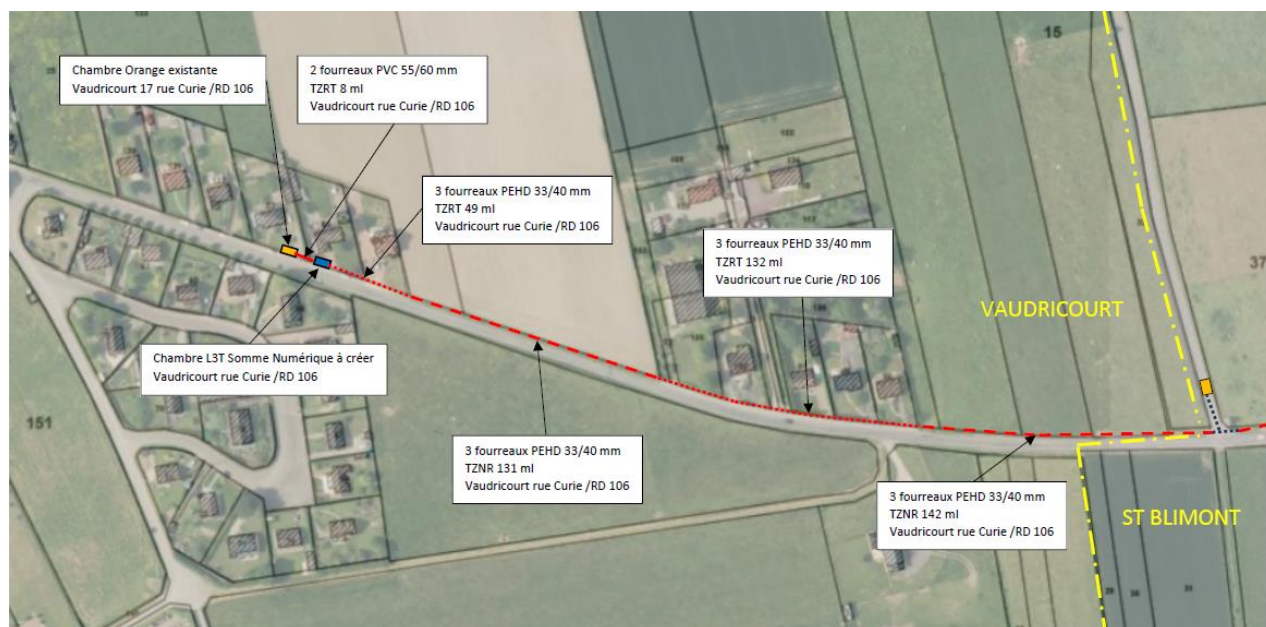 Chambre Orange existante
Vaudricourt 17 rue Curie /RD 106
2 fourreaux PVC 55/60 mm
TZRT 8 ml
Vaudricourt rue Curie /RD 106
3 fourreaux PEHD 33/40 mm
TZRT 49 ml
Vaudricourt rue Curie /RD 106
3 fourreaux PEHD 33/40 mm
TZRT 132 ml
Vaudricourt rue Curie /RD 106
15
37
VAUDRICOURT
Chambre L3T Somme Numérique à créer
Vaudricourt rue Curie /RD 106
151
3 fourreaux PEHD 33/40 mm
TZNR 131 ml
Vaudricourt rue Curie /RD 106
3 fourreaux PEHD 33/40 mm
TZNR 142 ml
Vaudricourt rue Curie /RD 106
ST BLIMONT